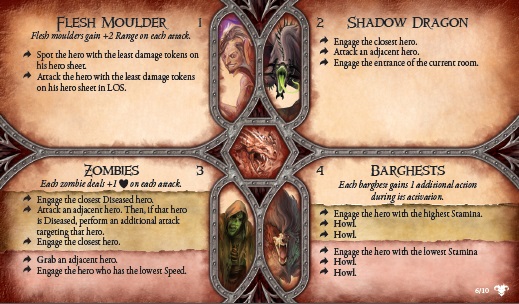 FLESH MOULDER 1
Flesh moulders gain +2 Range on each attack.
Spot the hero with the least damage tokens on
his hero sheet.
Attack the hero with the least damage tokens
on his hero sheet in LOS.
2 SHADOW DRAGON
Engage the closest hero.
Attack an adjacent hero.
Engage the entrance of the current room.
ZOMBIES 3
Each zombie deals +1 ♥ on each attack.
Engage the closest Diseased hero.
Attack an adjacent hero. Then, if that hero
is Diseased, perform an additional attack
targeting that hero.
Engage the closest hero.
Grab an adjacent hero.
Engage the hero who has the lowest Speed.
4 BARGHESTS
Each barghest gains 1 additional action
during its activation.
Engage the hero with the highest Stamina.
Howl.
Howl.
Engage the hero with the lowest Stamina
Howl.
Howl.
6/10